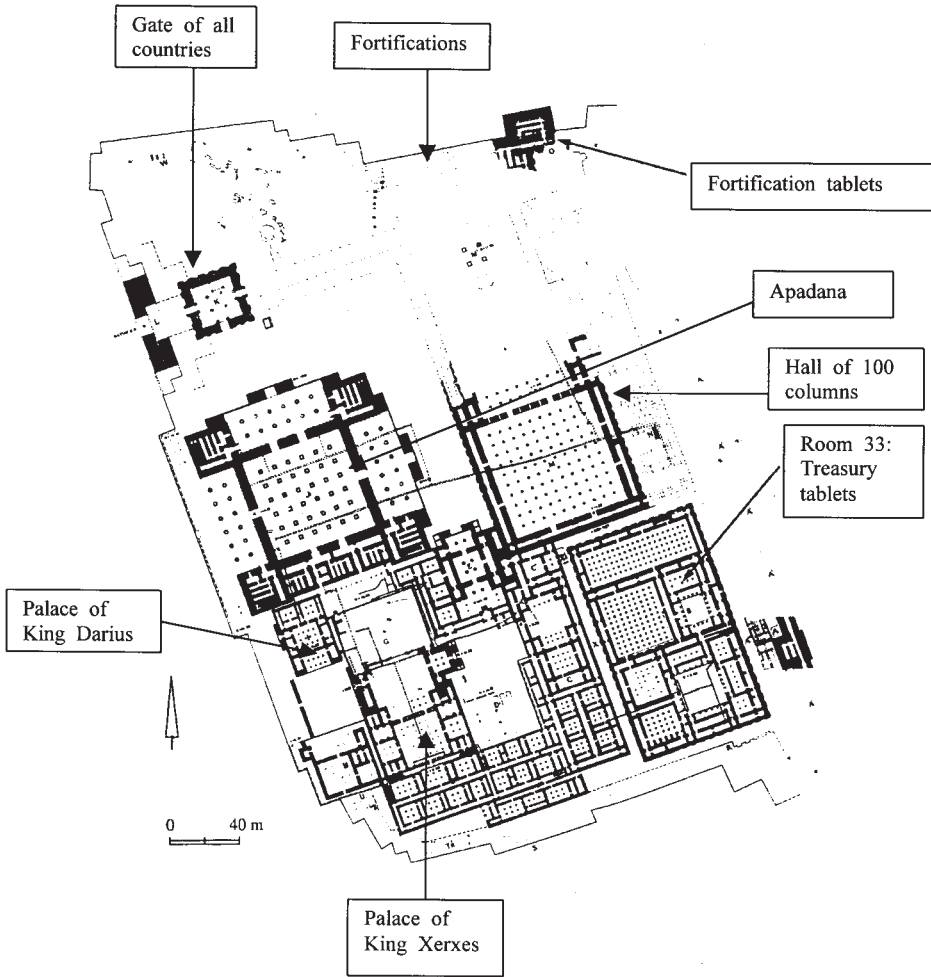 Gate of all
countries
Fortifications
Fortification tablets
Apadana
Hall of 100
columns
Room 33:
Treasury
tablets
Palace of
King Darius
0 40 m
Palace of
King Xerxes